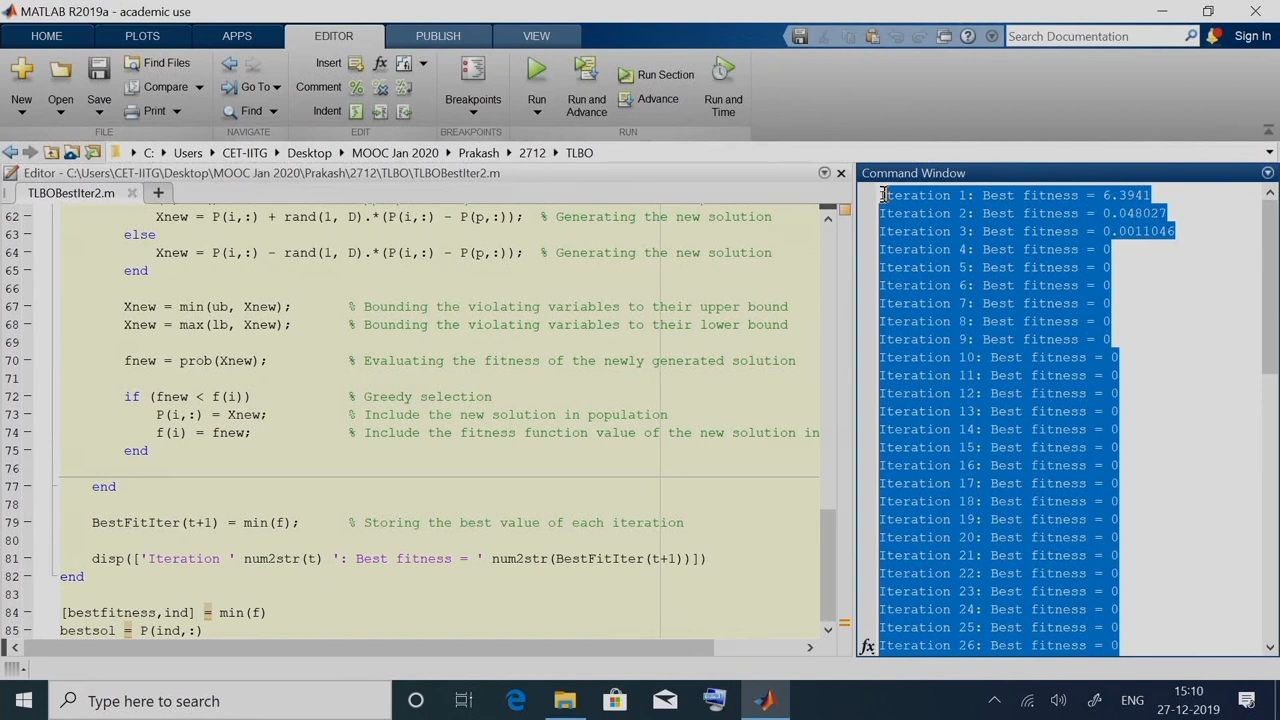 MATLAB R2019a - academic use
HOME PLOTS APPS EDITOR PUBLISH VIEW Search Documentation Sign In
New Open Save Find Files Compare Print Go To Find Insert fx Comment Indent Breakpoints Run Run and Advance Run Section Advance Run and Time
FILE NAVIGATE EDIT BREAKPOINTS RUN
C: Users CET-IITG Desktop MOOC Jan 2020 Prakash 2712 TLBO
Editor - C:\Users\CET-IITG\Desktop\MOOC Jan 2020\Prakash\2712\TLBO\TLBOBestIter2.m
TLBOBestIter2.m
62 Xnew = P(i,:) + rand(1, D).*(P(i,:) - P(p,:)); % Generating the new solution
63 else
64 Xnew = P(i,:) - rand(1, D).*(P(i,:) - P(p,:)); % Generating the new solution
65 end
66
67 Xnew = min(ub, Xnew); % Bounding the violating variables to their upper bound
68 Xnew = max(lb, Xnew); % Bounding the violating variables to their lower bound
69
70 fnew = prob(Xnew); % Evaluating the fitness of the newly generated solution
71
72 if (fnew < f(i)) % Greedy selection
73 P(i,:) = Xnew; % Include the new solution in population
74 f(i) = fnew; % Include the fitness function value of the new solution in
75 end
76
77 end
78
79 BestFitIter(t+1) = min(f); % Storing the best value of each iteration
80
81 disp(['Iteration ' num2str(t) ': Best fitness = ' num2str(BestFitIter(t+1))])
82 end
83
84 [bestfitness,ind] = min(f)
85 bestsol = P(ind,:)
Command Window
Iteration 1: Best fitness = 6.3941
Iteration 2: Best fitness = 0.048027
Iteration 3: Best fitness = 0.0011046
Iteration 4: Best fitness = 0
Iteration 5: Best fitness = 0
Iteration 6: Best fitness = 0
Iteration 7: Best fitness = 0
Iteration 8: Best fitness = 0
Iteration 9: Best fitness = 0
Iteration 10: Best fitness = 0
Iteration 11: Best fitness = 0
Iteration 12: Best fitness = 0
Iteration 13: Best fitness = 0
Iteration 14: Best fitness = 0
Iteration 15: Best fitness = 0
Iteration 16: Best fitness = 0
Iteration 17: Best fitness = 0
Iteration 18: Best fitness = 0
Iteration 19: Best fitness = 0
Iteration 20: Best fitness = 0
Iteration 21: Best fitness = 0
Iteration 22: Best fitness = 0
Iteration 23: Best fitness = 0
Iteration 24: Best fitness = 0
Iteration 25: Best fitness = 0
Iteration 26: Best fitness = 0
fx
Type here to search
ENG
15:10
27-12-2019